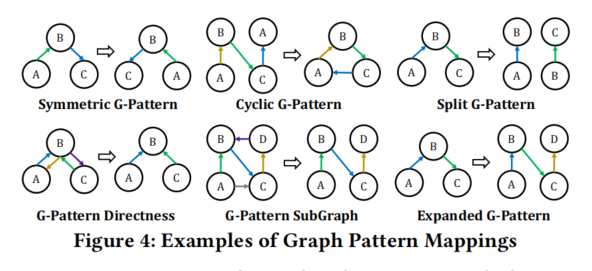 B B B A B B B C
A C C A A C A C A C A B
Symmetric G-Pattern Cyclic G-Pattern Split G-Pattern
B B B D B D B B D
A C A C A C A C A C A C
G-Pattern Directness G-Pattern SubGraph Expanded G-Pattern
Figure 4: Examples of Graph Pattern Mappings